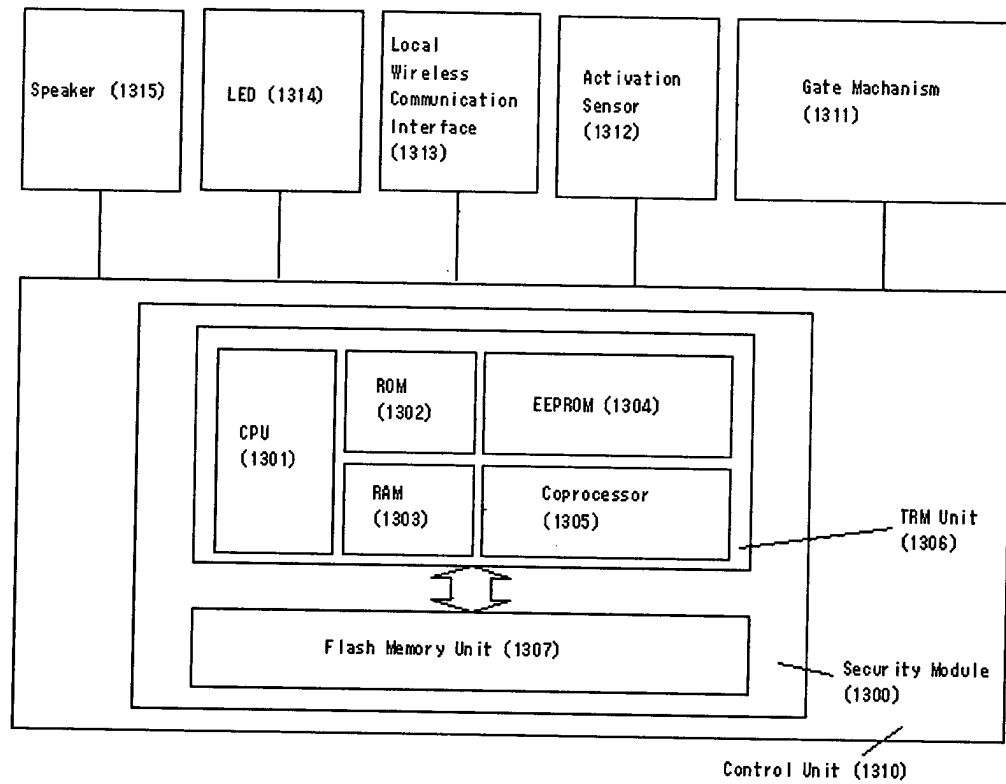 Speaker (1315)
LED (1314)
Local
Wireless
Communication
Interface
(1313)
Activation
Sensor
(1312)
Gate Machanism
(1311)
CPU
(1301)
ROM
(1302)
EEPROM (1304)
RAM
(1303)
Coprocessor
(1305)
TRM Unit
(1306)
Flash Memory Unit (1307)
Security Module
(1300)
Control Unit (1310)